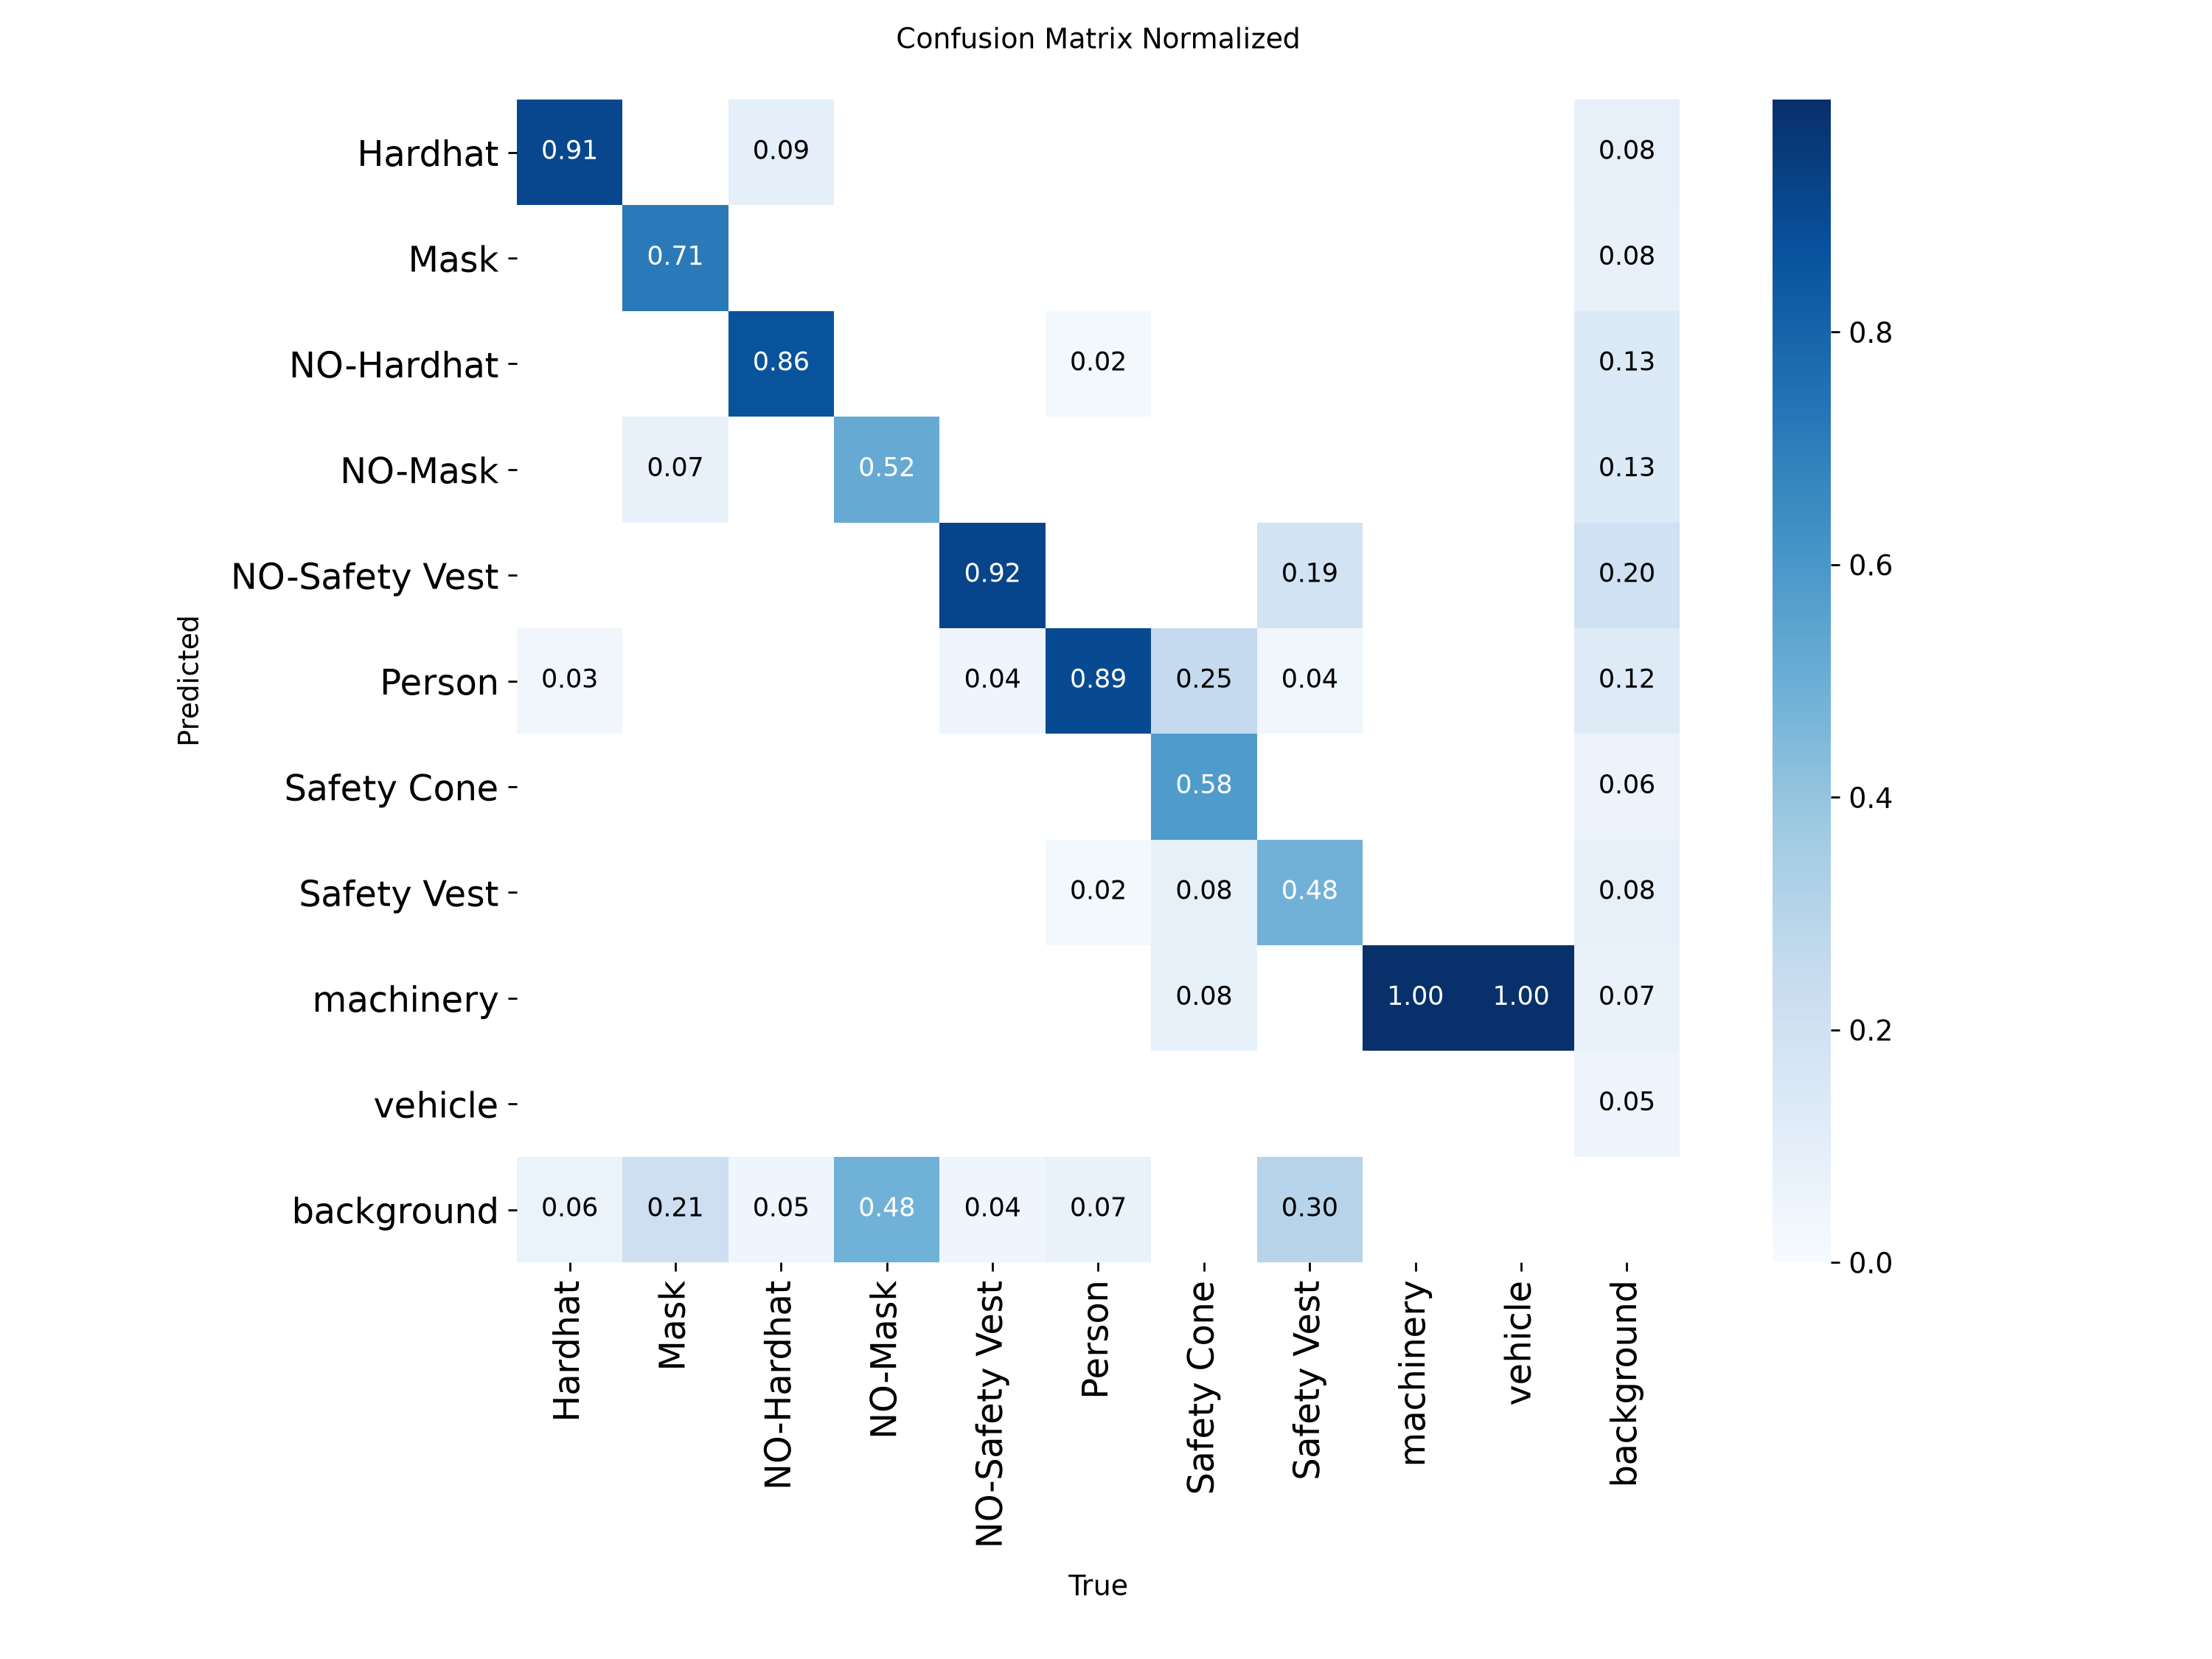 Confusion Matrix Normalized
Hardhat 0.91 0.09 0.08
Mask 0.71 0.08
NO-Hardhat 0.86 0.02 0.13 0.8
NO-Mask 0.07 0.52 0.13
NO-Safety Vest 0.92 0.19 0.20 0.6
Predicted
Person 0.03 0.04 0.89 0.25 0.04 0.12
Safety Cone 0.58 0.06 0.4
Safety Vest 0.02 0.08 0.48 0.08
machinery 0.08 1.00 1.00 0.07 0.2
vehicle 0.05
background 0.06 0.21 0.05 0.48 0.04 0.07 0.30 0.0
Hardhat Mask NO-Hardhat NO-Mask NO-Safety Vest Person Safety Cone Safety Vest machinery vehicle background
True